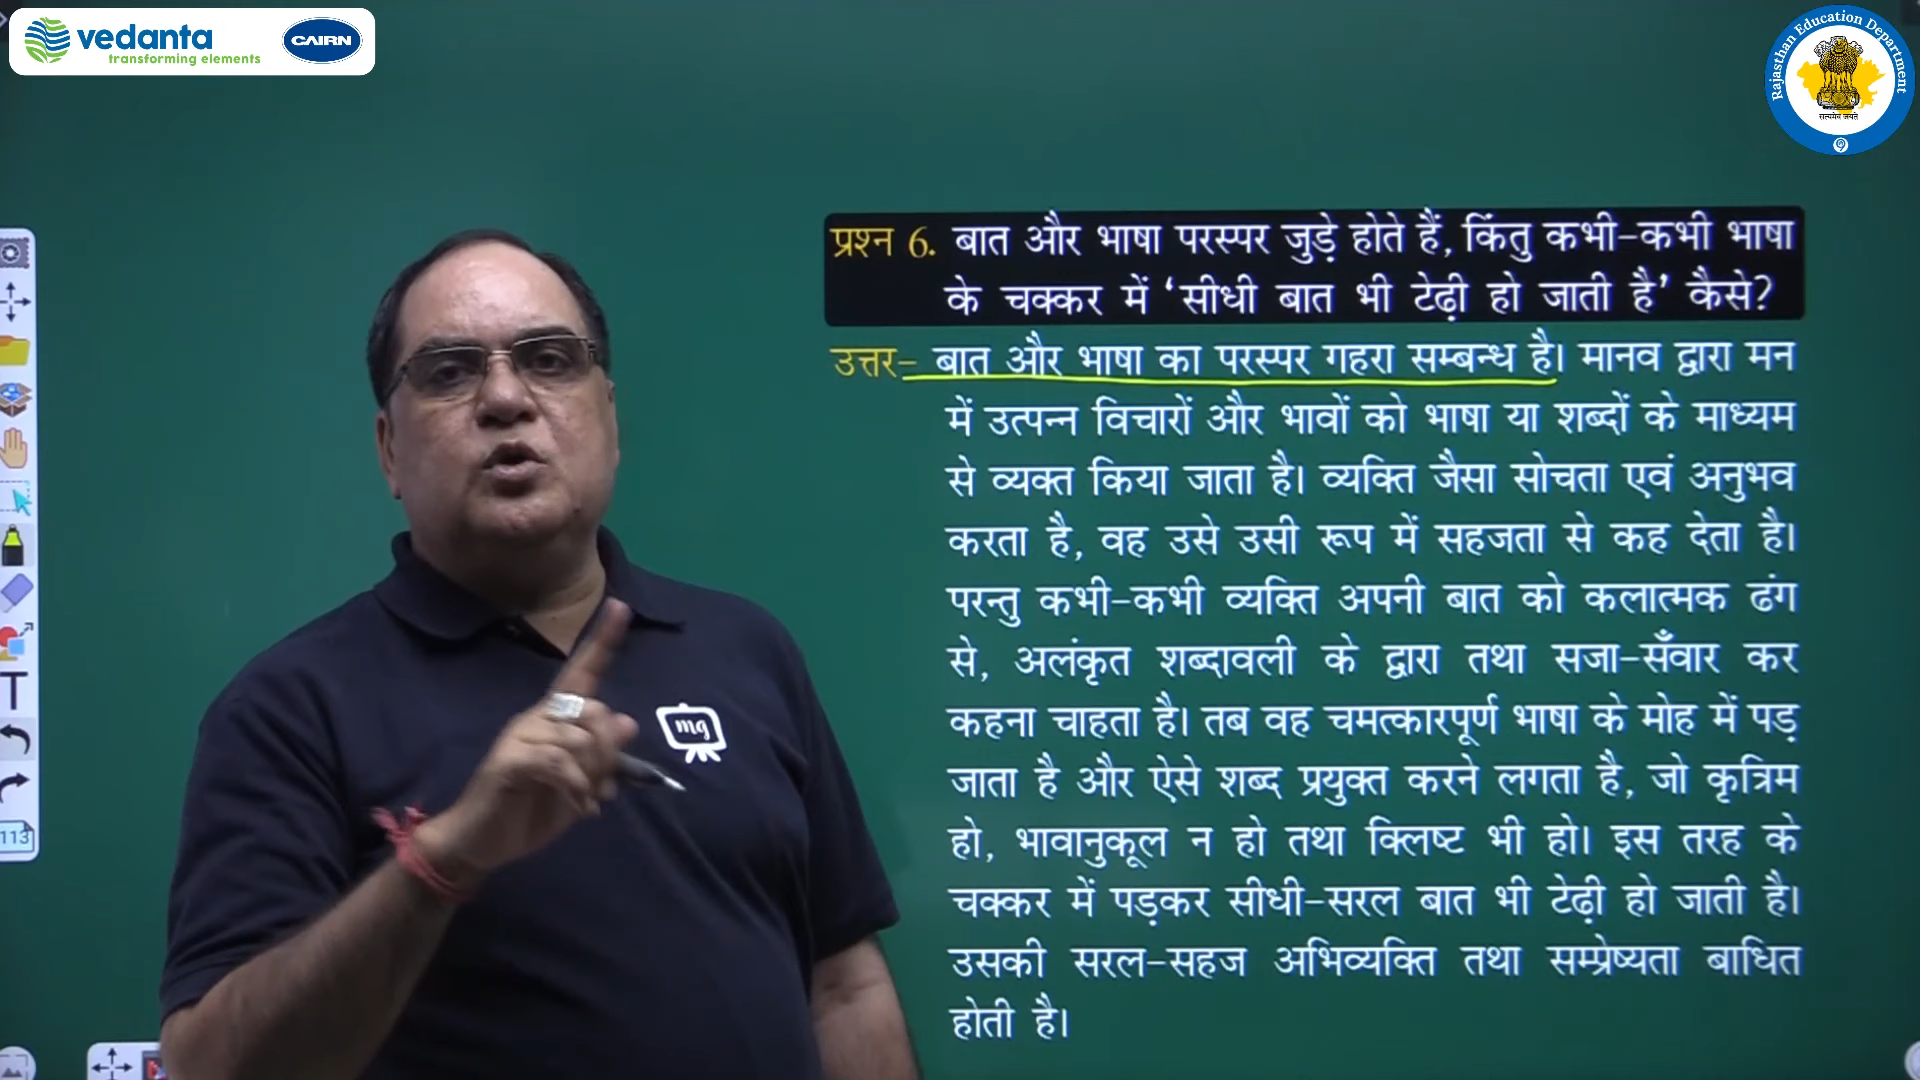 vedanta
transforming elements
CAIRN
Rajasthan Education Department
सत्यमेव जयते
प्रश्न 6. बात और भाषा परस्पर जुड़े होते हैं, किंतु कभी-कभी भाषा
के चक्कर में ‘सीधी बात भी टेढ़ी हो जाती है’ कैसे?
उत्तर- बात और भाषा का परस्पर गहरा सम्बन्ध है। मानव द्वारा मन
में उत्पन्न विचारों और भावों को भाषा या शब्दों के माध्यम
से व्यक्त किया जाता है। व्यक्ति जैसा सोचता एवं अनुभव
करता है, वह उसे उसी रूप में सहजता से कह देता है।
परन्तु कभी-कभी व्यक्ति अपनी बात को कलात्मक ढंग
से, अलंकृत शब्दावली के द्वारा तथा सजा-सँवार कर
कहना चाहता है। तब वह चमत्कारपूर्ण भाषा के मोह में पड़
जाता है और ऐसे शब्द प्रयुक्त करने लगता है, जो कृत्रिम
हो, भावानुकूल न हो तथा क्लिष्ट भी हो। इस तरह के
चक्कर में पड़कर सीधी-सरल बात भी टेढ़ी हो जाती है।
उसकी सरल-सहज अभिव्यक्ति तथा सम्प्रेष्यता बाधित
होती है।
mg
T
113